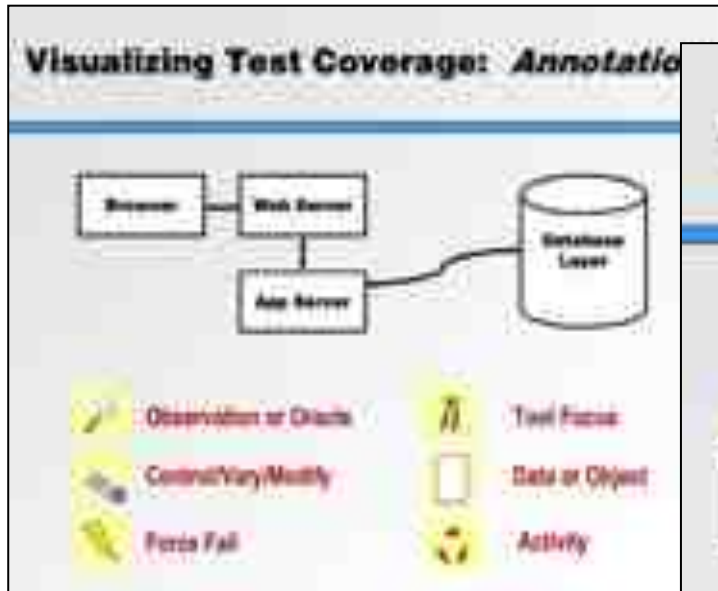 Visualizing Test Coverage: Annotatio
Browser
Web Server
Database
Layer
App Server
Observation or Oracle
Tool Focus
Control/Vary/Modify
Data or Object
Force Fail
Activity